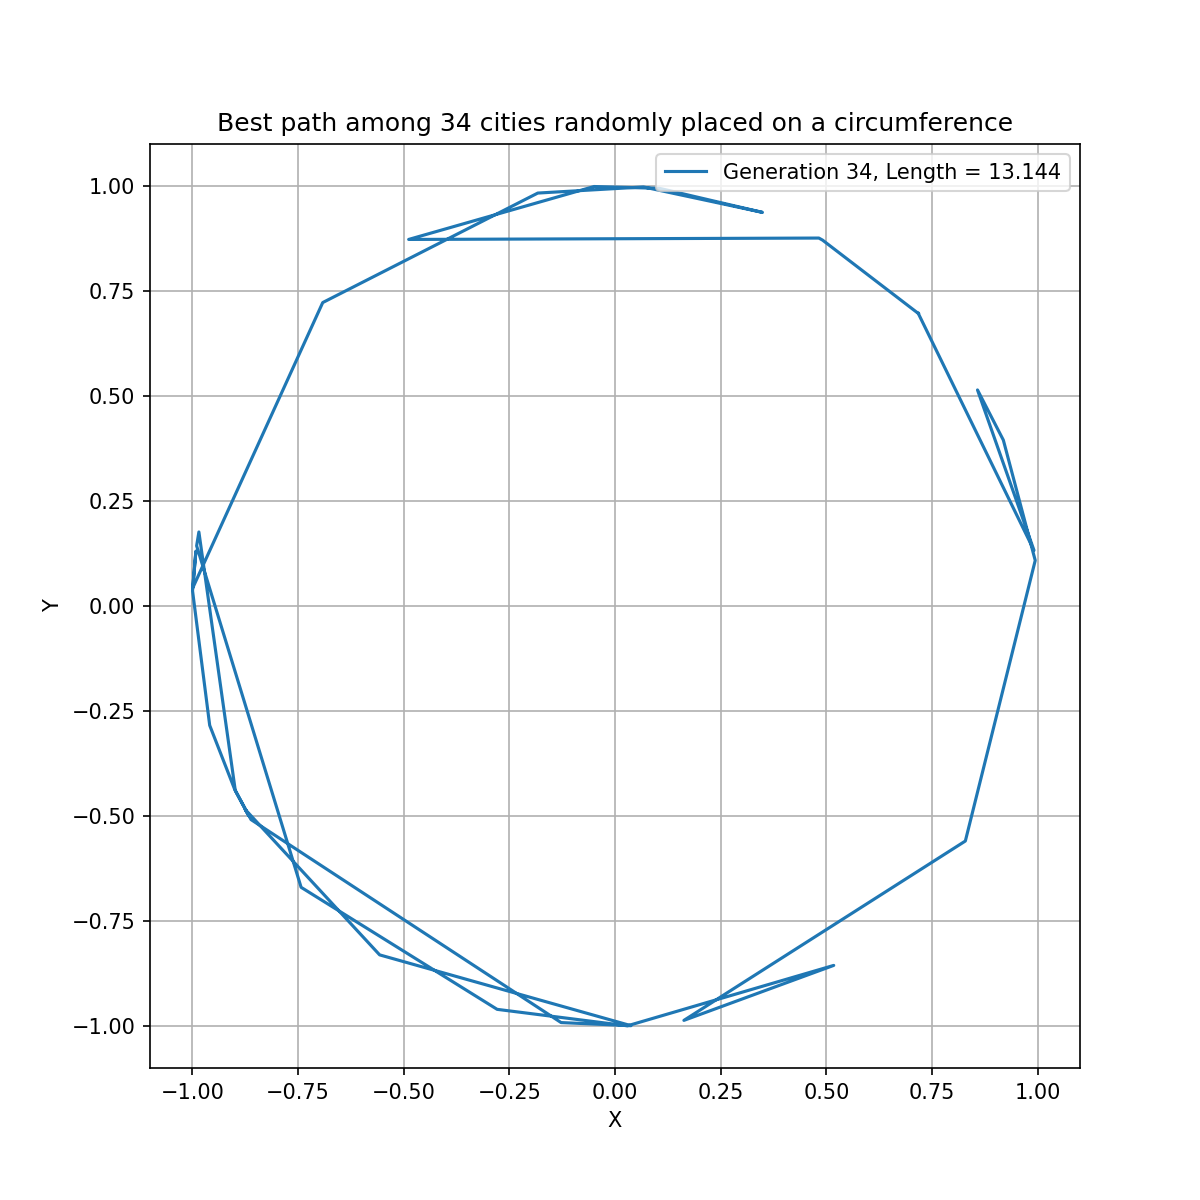 Best path among 34 cities randomly placed on a circumference
Generation 34, Length = 13.144
1.00
0.75
0.50
0.25
0.00
−0.25
−0.50
−0.75
−1.00
Y
−1.00 −0.75 −0.50 −0.25 0.00 0.25 0.50 0.75 1.00
X